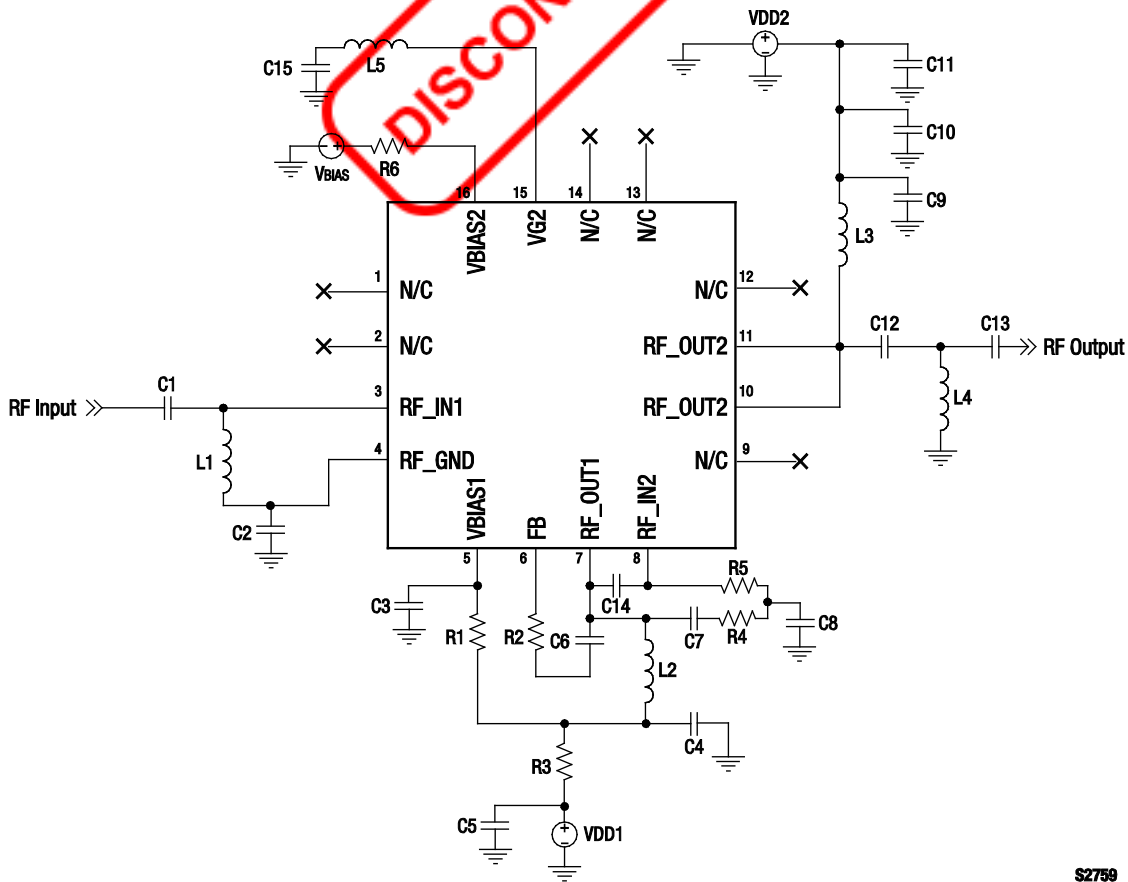 VDD2
DISCON
C15
L5
C11
C10
VBIAS
R6
C9
L3
16
15
14
13
VBIAS2
VG2
N/C
N/C
1
N/C
N/C
12
2
N/C
RF_OUT2
11
C12
C13
RF Output
RF Input
C1
3
RF_IN1
RF_OUT2
10
L4
L1
4
RF_GND
N/C
9
C2
VBIAS1
FB
RF_OUT1
RF_IN2
5
6
7
8
C3
R1
R2
C6
C14
R5
C7
R4
C8
L2
C4
R3
C5
VDD1
S2759